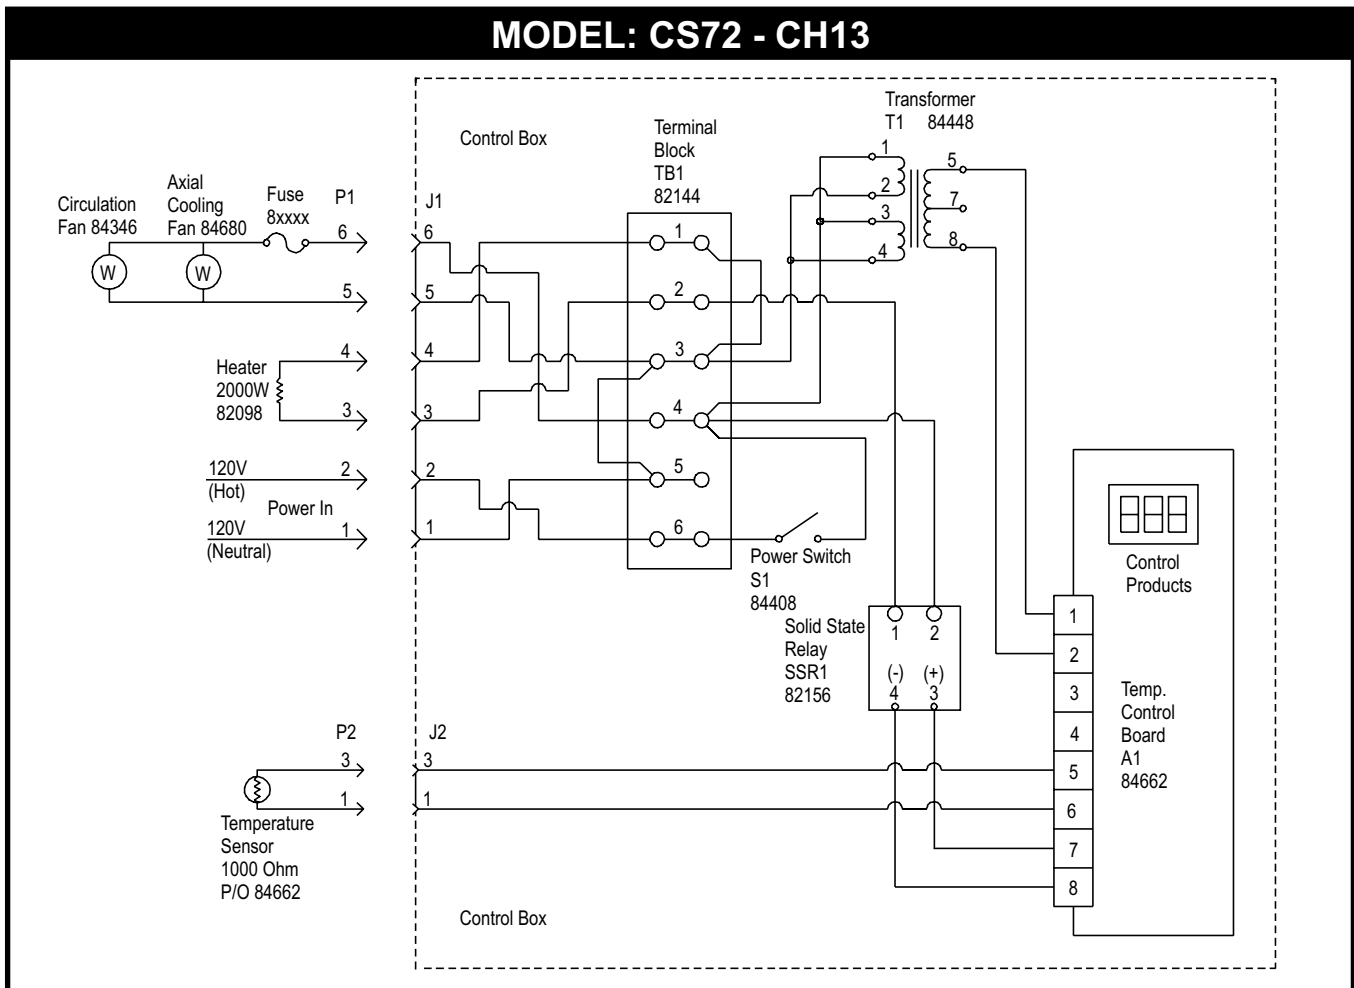 MODEL: CS72 - CH13
Control Box
Terminal
Block
TB1
82144
Transformer
T1 84448
Circulation
Fan 84346
Axial
Cooling
Fan 84680
Fuse
8xxxx
P1
J1
W
W
6
5
4
3
2
1
6
5
4
3
2
1
Heater
2000W
82098
120V
(Hot)
Power In
120V
(Neutral)
1
2
3
4
5
6
1
2
3
4
5
7
8
Power Switch
S1
84408
Solid State
Relay
SSR1
82156
1 2
(-) (+)
4 3
Control
Products
1
2
3
4
5
6
7
8
Temp.
Control
Board
A1
84662
P2
J2
3
1
3
1
Temperature
Sensor
1000 Ohm
P/O 84662
Control Box